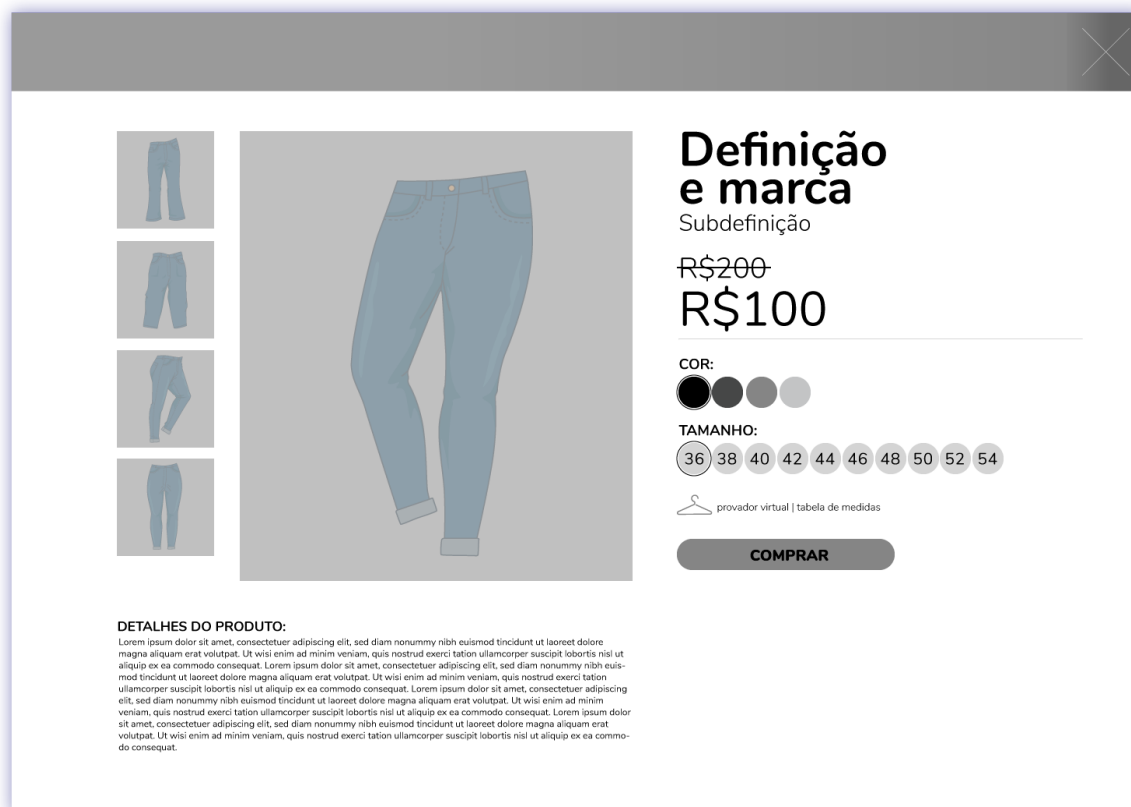 Definição
e marca
Subdefinição
R$200
R$100
COR:
TAMANHO:
36 38 40 42 44 46 48 50 52 54
provador virtual | tabela de medidas
COMPRAR
DETALHES DO PRODUTO:
Lorem ipsum dolor sit amet, consectetuer adipiscing elit, sed diam nonummy nibh euismod tincidunt ut laoreet dolore
magna aliquam erat volutpat. Ut wisi enim ad minim veniam, quis nostrud exerci tation ullamcorper suscipit lobortis nisl ut
aliquip ex ea commodo consequat. Lorem ipsum dolor sit amet, consectetuer adipiscing elit, sed diam nonummy nibh euis-
mod tincidunt ut laoreet dolore magna aliquam erat volutpat. Ut wisi enim ad minim veniam, quis nostrud exerci tation
ullamcorper suscipit lobortis nisl ut aliquip ex ea commodo consequat. Lorem ipsum dolor sit amet, consectetuer adipiscing
elit, sed diam nonummy nibh euismod tincidunt ut laoreet dolore magna aliquam erat volutpat. Ut wisi enim ad minim
veniam, quis nostrud exerci tation ullamcorper suscipit lobortis nisl ut aliquip ex ea commodo consequat. Lorem ipsum dolor
sit amet, consectetuer adipiscing elit, sed diam nonummy nibh euismod tincidunt ut laoreet dolore magna aliquam erat
volutpat. Ut wisi enim ad minim veniam, quis nostrud exerci tation ullamcorper suscipit lobortis nisl ut aliquip ex ea commo-
do consequat.